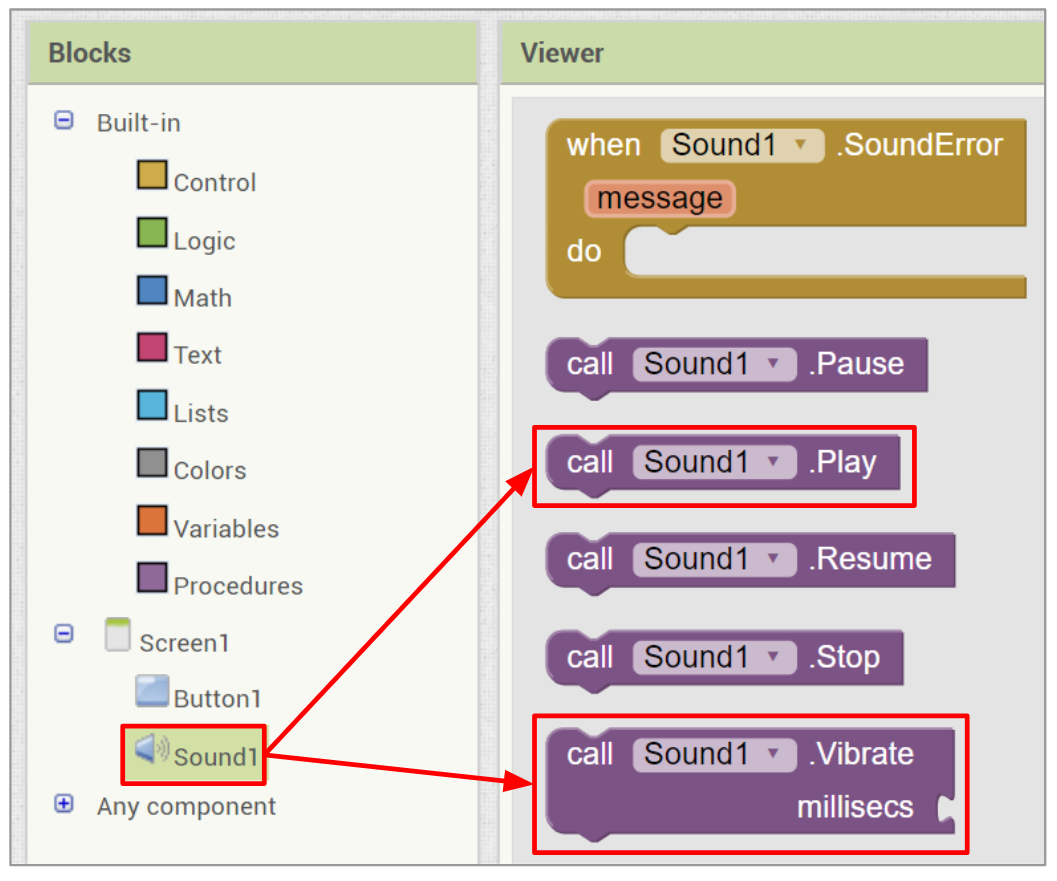 Blocks
Built-in
Control
Logic
Math
Text
Lists
Colors
Variables
Procedures
Screen1
Button1
Sound1
Any component
Viewer
when Sound1 .SoundError
message
do
call Sound1 .Pause
call Sound1 .Play
call Sound1 .Resume
call Sound1 .Stop
call Sound1 .Vibrate
millisecs